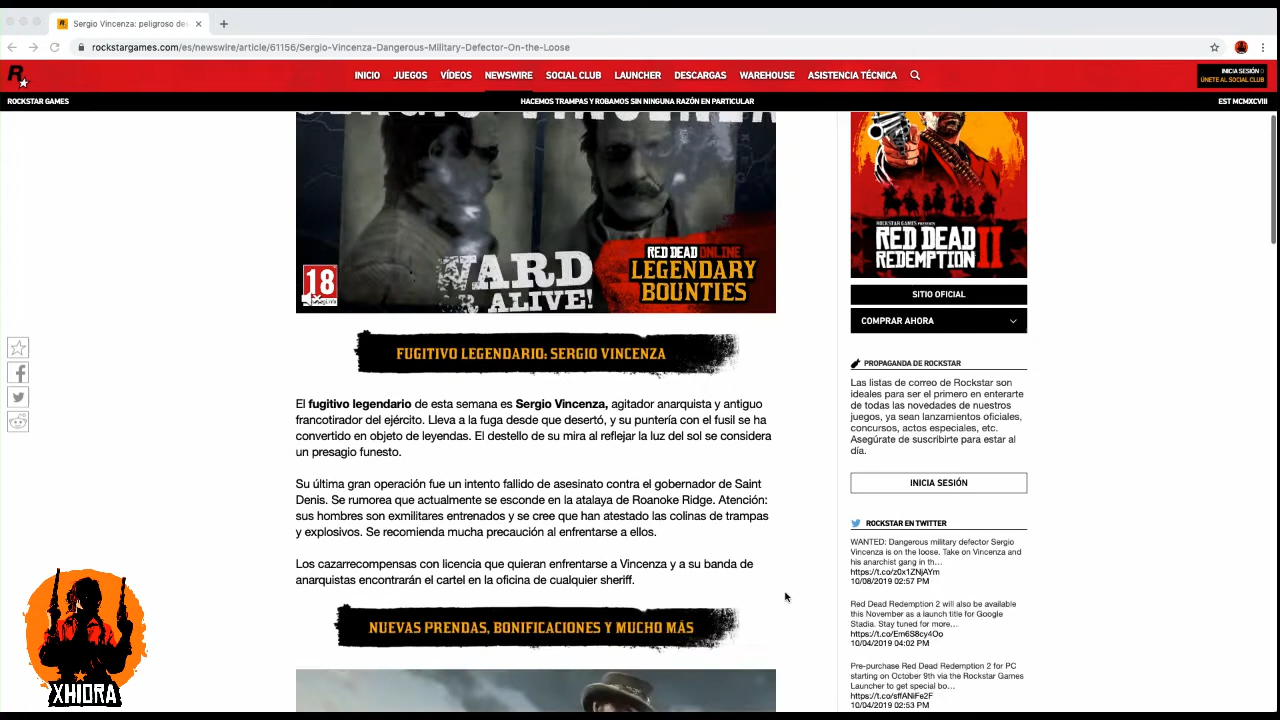 Sergio Vincenza: peligroso de
rockstargames.com/es/newswire/article/61156/Sergio-Vincenza-Dangerous-Military-Defector-On-the-Loose
R
INICIO JUEGOS VÍDEOS NEWSWIRE SOCIAL CLUB LAUNCHER DESCARGAS WAREHOUSE ASISTENCIA TÉCNICA
INICIA SESIÓN O
ÚNETE AL SOCIAL CLUB
ROCKSTAR GAMES
HACEMOS TRAMPAS Y ROBAMOS SIN NINGUNA RAZÓN EN PARTICULAR
EST MCMXCVIII
SERGIO VINCENZA
WARD
ALIVE!
18
RED DEAD ONLINE
LEGENDARY
BOUNTIES
FUGITIVO LEGENDARIO: SERGIO VINCENZA
El fugitivo legendario de esta semana es Sergio Vincenza, agitador anarquista y antiguo
francotirador del ejército. Lleva a la fuga desde que desertó, y su puntería con el fusil se ha
convertido en objeto de leyendas. El destello de su mira al reflejar la luz del sol se considera
un presagio funesto.
Su última gran operación fue un intento fallido de asesinato contra el gobernador de Saint
Denis. Se rumorea que actualmente se esconde en la atalaya de Roanoke Ridge. Atención:
sus hombres son exmilitares entrenados y se cree que han atestado las colinas de trampas
y explosivos. Se recomienda mucha precaución al enfrentarse a ellos.
Los cazarrecompensas con licencia que quieran enfrentarse a Vincenza y a su banda de
anarquistas encontrarán el cartel en la oficina de cualquier sheriff.
NUEVAS PRENDAS, BONIFICACIONES Y MUCHO MÁS
ROCKSTAR GAMES PRESENTS
RED DEAD
REDEMPTION II
SITIO OFICIAL
COMPRAR AHORA
PROPAGANDA DE ROCKSTAR
Las listas de correo de Rockstar son
ideales para ser el primero en enterarte
de todas las novedades de nuestros
juegos, ya sean lanzamientos oficiales,
concursos, actos especiales, etc.
Asegúrate de suscribirte para estar al
día.
INICIA SESIÓN
ROCKSTAR EN TWITTER
WANTED: Dangerous military defector Sergio
Vincenza is on the loose. Take on Vincenza and
his anarchist gang in th…
https://t.co/z0x1ZNjAYm
10/08/2019 02:57 PM
Red Dead Redemption 2 will also be available
this November as a launch title for Google
Stadia. Stay tuned for more…
https://t.co/Em6S8cy4Oo
10/04/2019 04:02 PM
Pre-purchase Red Dead Redemption 2 for PC
starting on October 9th via the Rockstar Games
Launcher to get special bo…
https://t.co/sffANiFe2F
10/04/2019 02:53 PM
XHIORA